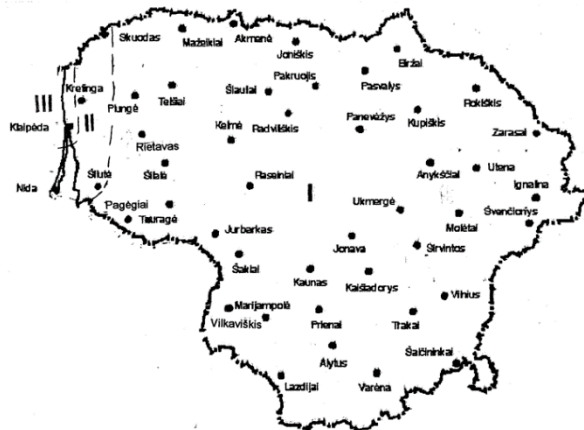 Skuodas
Mažeikiai
Akmenė
Joniškis
Biržai
Pakruojis
Pasvalys
Kretinga
Plungė
Telšiai
Šiauliai
Rokiškis
III
Klaipėda
II
Radviliškis
Panevėžys
Kupiškis
Zarasai
Rietavas
Kelmė
Šilalė
Anykščiai
Utena
Nida
Šilutė
Raseiniai
I
Ignalina
Pagėgiai
Tauragė
Ukmergė
Molėtai
Švenčionys
Jurbarkas
Jonava
Širvintos
Šakiai
Kaunas
Kaišiadorys
Vilnius
Marijampolė
Vilkaviškis
Prienai
Trakai
Alytus
Šalčininkai
Lazdijai
Varėna